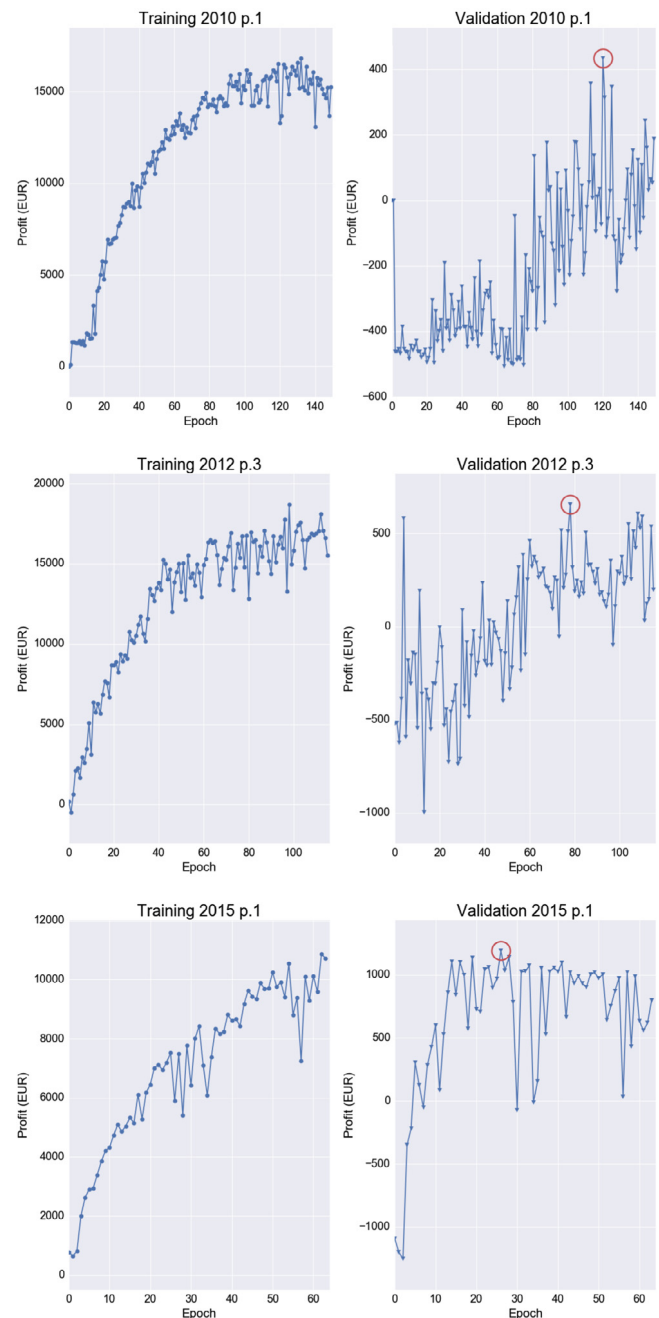 Training 2010 p.1
Profit (EUR)
15000
10000
5000
0
0 20 40 60 80 100 120 140
Epoch
Validation 2010 p.1
Profit (EUR)
400
200
0
−200
−400
−600
0 20 40 60 80 100 120 140
Epoch
Training 2012 p.3
Profit (EUR)
20000
15000
10000
5000
0
0 20 40 60 80 100
Epoch
Validation 2012 p.3
Profit (EUR)
500
0
−500
−1000
0 20 40 60 80 100
Epoch
Training 2015 p.1
Profit (EUR)
12000
10000
8000
6000
4000
2000
0
0 10 20 30 40 50 60
Epoch
Validation 2015 p.1
Profit (EUR)
1000
500
0
−500
−1000
0 10 20 30 40 50 60
Epoch